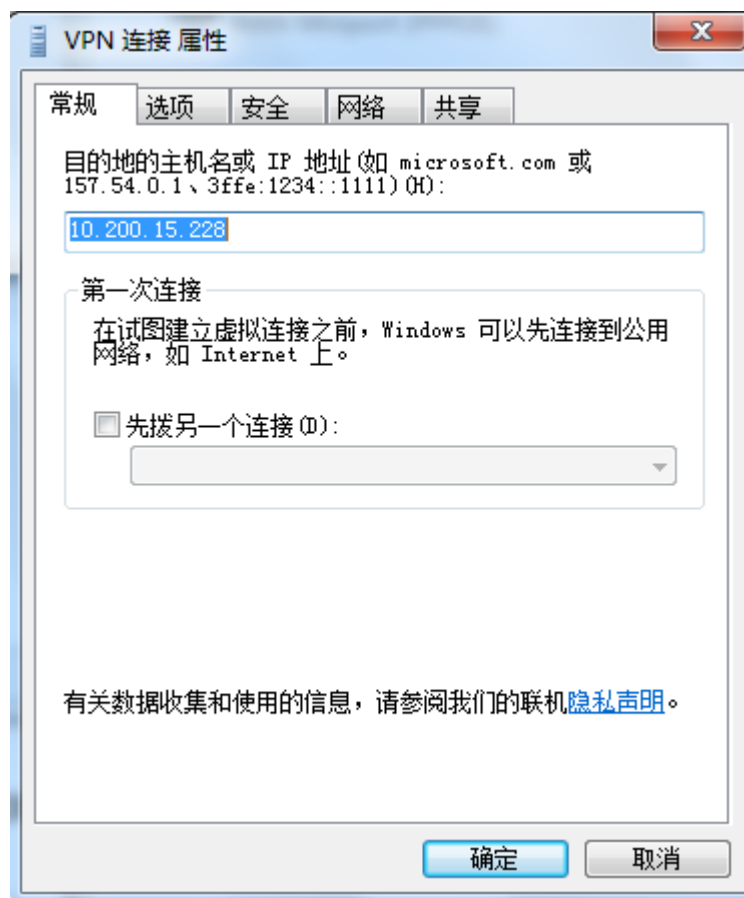 VPN 连接 属性
常规 选项 安全 网络 共享
目的地的主机名或 IP 地址(如 microsoft.com 或
157.54.0.1、3ffe:1234::1111)(H):
10.200.15.228
第一次连接
在试图建立虚拟连接之前，Windows 可以先连接到公用
网络，如 Internet 上。
先拨另一个连接(D):
有关数据收集和使用的信息，请参阅我们的联机隐私声明。
确定 取消